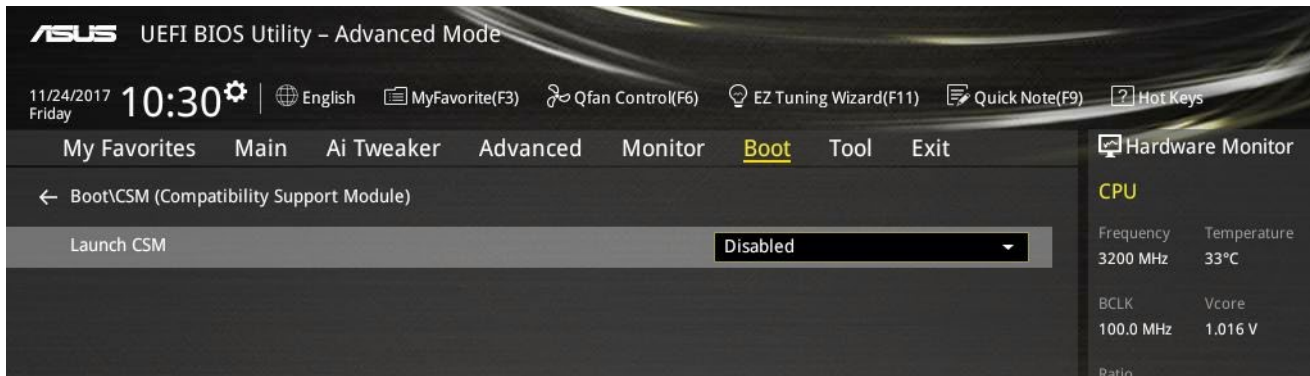 ASUS UEFI BIOS Utility – Advanced Mode
11/24/2017
Friday
10:30
English MyFavorite(F3) Qfan Control(F6) EZ Tuning Wizard(F11) Quick Note(F9) ? Hot Keys
My Favorites Main Ai Tweaker Advanced Monitor Boot Tool Exit
Hardware Monitor
← Boot\CSM (Compatibility Support Module)
Launch CSM Disabled
CPU
Frequency Temperature
3200 MHz 33°C
BCLK Vcore
100.0 MHz 1.016 V
Ratio